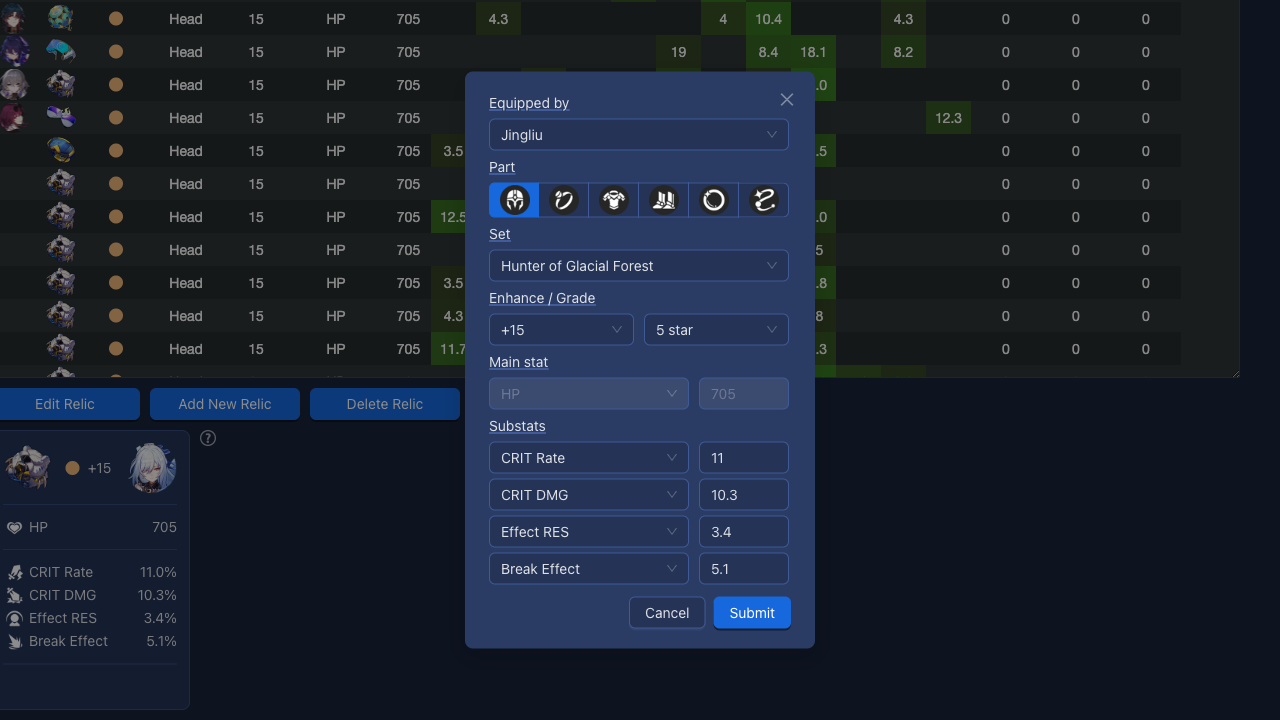 Head 15 HP 705 4.3 4 10.4 4.3 0 0 0
Head 15 HP 705 19 8.4 18.1 8.2 0 0 0
Head 15 HP 705 .0 0 0 0
Head 15 HP 705 12.3 0 0 0
Head 15 HP 705 3.5 .5 0 0 0
Head 15 HP 705 0 0 0
Head 15 HP 705 12.5 .0 0 0 0
Head 15 HP 705 5 0 0 0
Head 15 HP 705 3.5 .8 0 0 0
Head 15 HP 705 4.3 8 0 0 0
Head 15 HP 705 11.7 .3 0 0 0
Edit Relic Add New Relic Delete Relic
?
+15
HP 705
CRIT Rate 11.0%
CRIT DMG 10.3%
Effect RES 3.4%
Break Effect 5.1%
Equipped by
Jingliu
Part
Set
Hunter of Glacial Forest
Enhance / Grade
+15 5 star
Main stat
HP 705
Substats
CRIT Rate 11
CRIT DMG 10.3
Effect RES 3.4
Break Effect 5.1
Cancel Submit